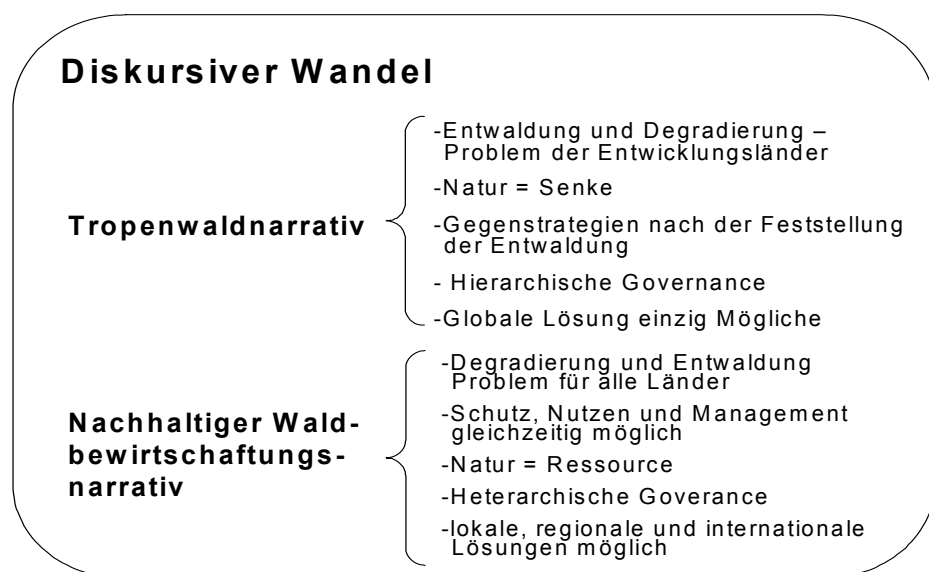 Diskursiver Wandel
Tropenwaldnarrativ
-Entwaldung und Degradierung –
Problem der Entwicklungsländer
-Natur = Senke
-Gegenstrategien nach der Feststellung
der Entwaldung
- Hierarchische Governance
-Globale Lösung einzig Mögliche
Nachhaltiger Wald-
bewirtschaftungs-
narrativ
-Degradierung und Entwaldung
Problem für alle Länder
-Schutz, Nutzen und Management
gleichzeitig möglich
-Natur = Ressource
-Heterarchische Goverance
-lokale, regionale und internationale
Lösungen möglich